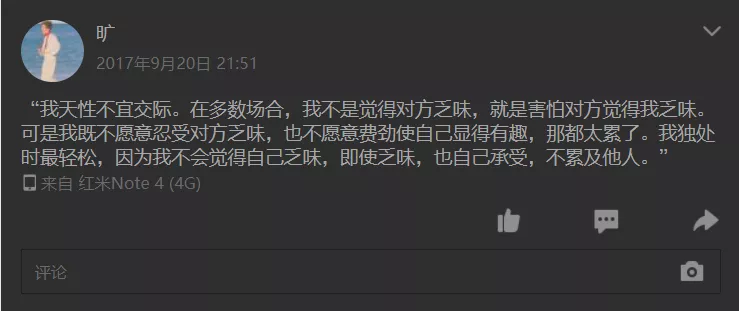 旷
2017年9月20日 21:51
“我天性不宜交际。在多数场合，我不是觉得对方乏味，就是害怕对方觉得我乏味。
可是我既不愿意忍受对方乏味，也不愿意费劲使自己显得有趣，那都太累了。我独处
时最轻松，因为我不会觉得自己乏味，即使乏味，也自己承受，不累及他人。”
来自 红米Note 4 (4G)
评论